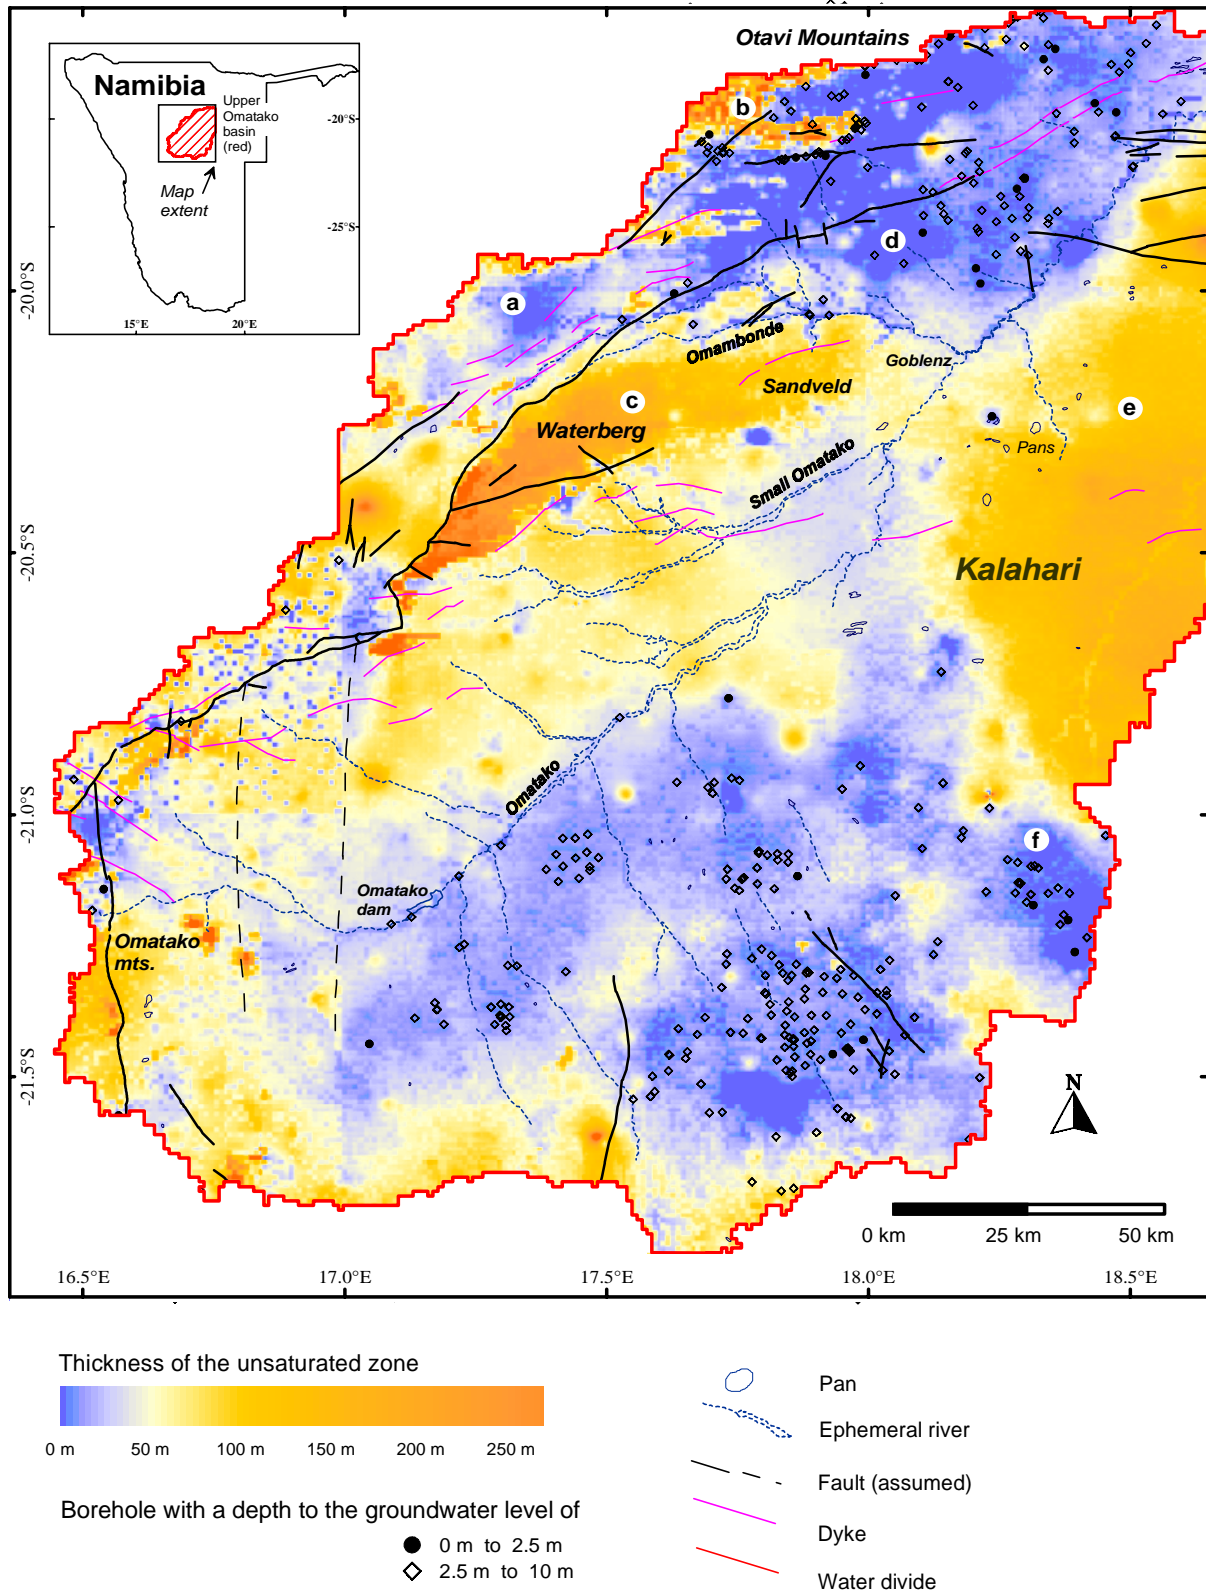 Otavi Mountains
Namibia
Upper
Omatako
basin
(red)
Map
extent
-20°S
-25°S
15°E
20°E
b
a
d
c
e
f
Omambonde
Goblenz
Sandveld
Waterberg
Pans
Small Omatako
Kalahari
Omatako
Omatako
dam
Omatako
mts.
-20.0°S
-20.5°S
-21.0°S
-21.5°S
N
0 km
25 km
50 km
16.5°E
17.0°E
17.5°E
18.0°E
18.5°E
Thickness of the unsaturated zone
0 m
50 m
100 m
150 m
200 m
250 m
Borehole with a depth to the groundwater level of
0 m to 2.5 m
2.5 m to 10 m
Pan
Ephemeral river
Fault (assumed)
Dyke
Water divide